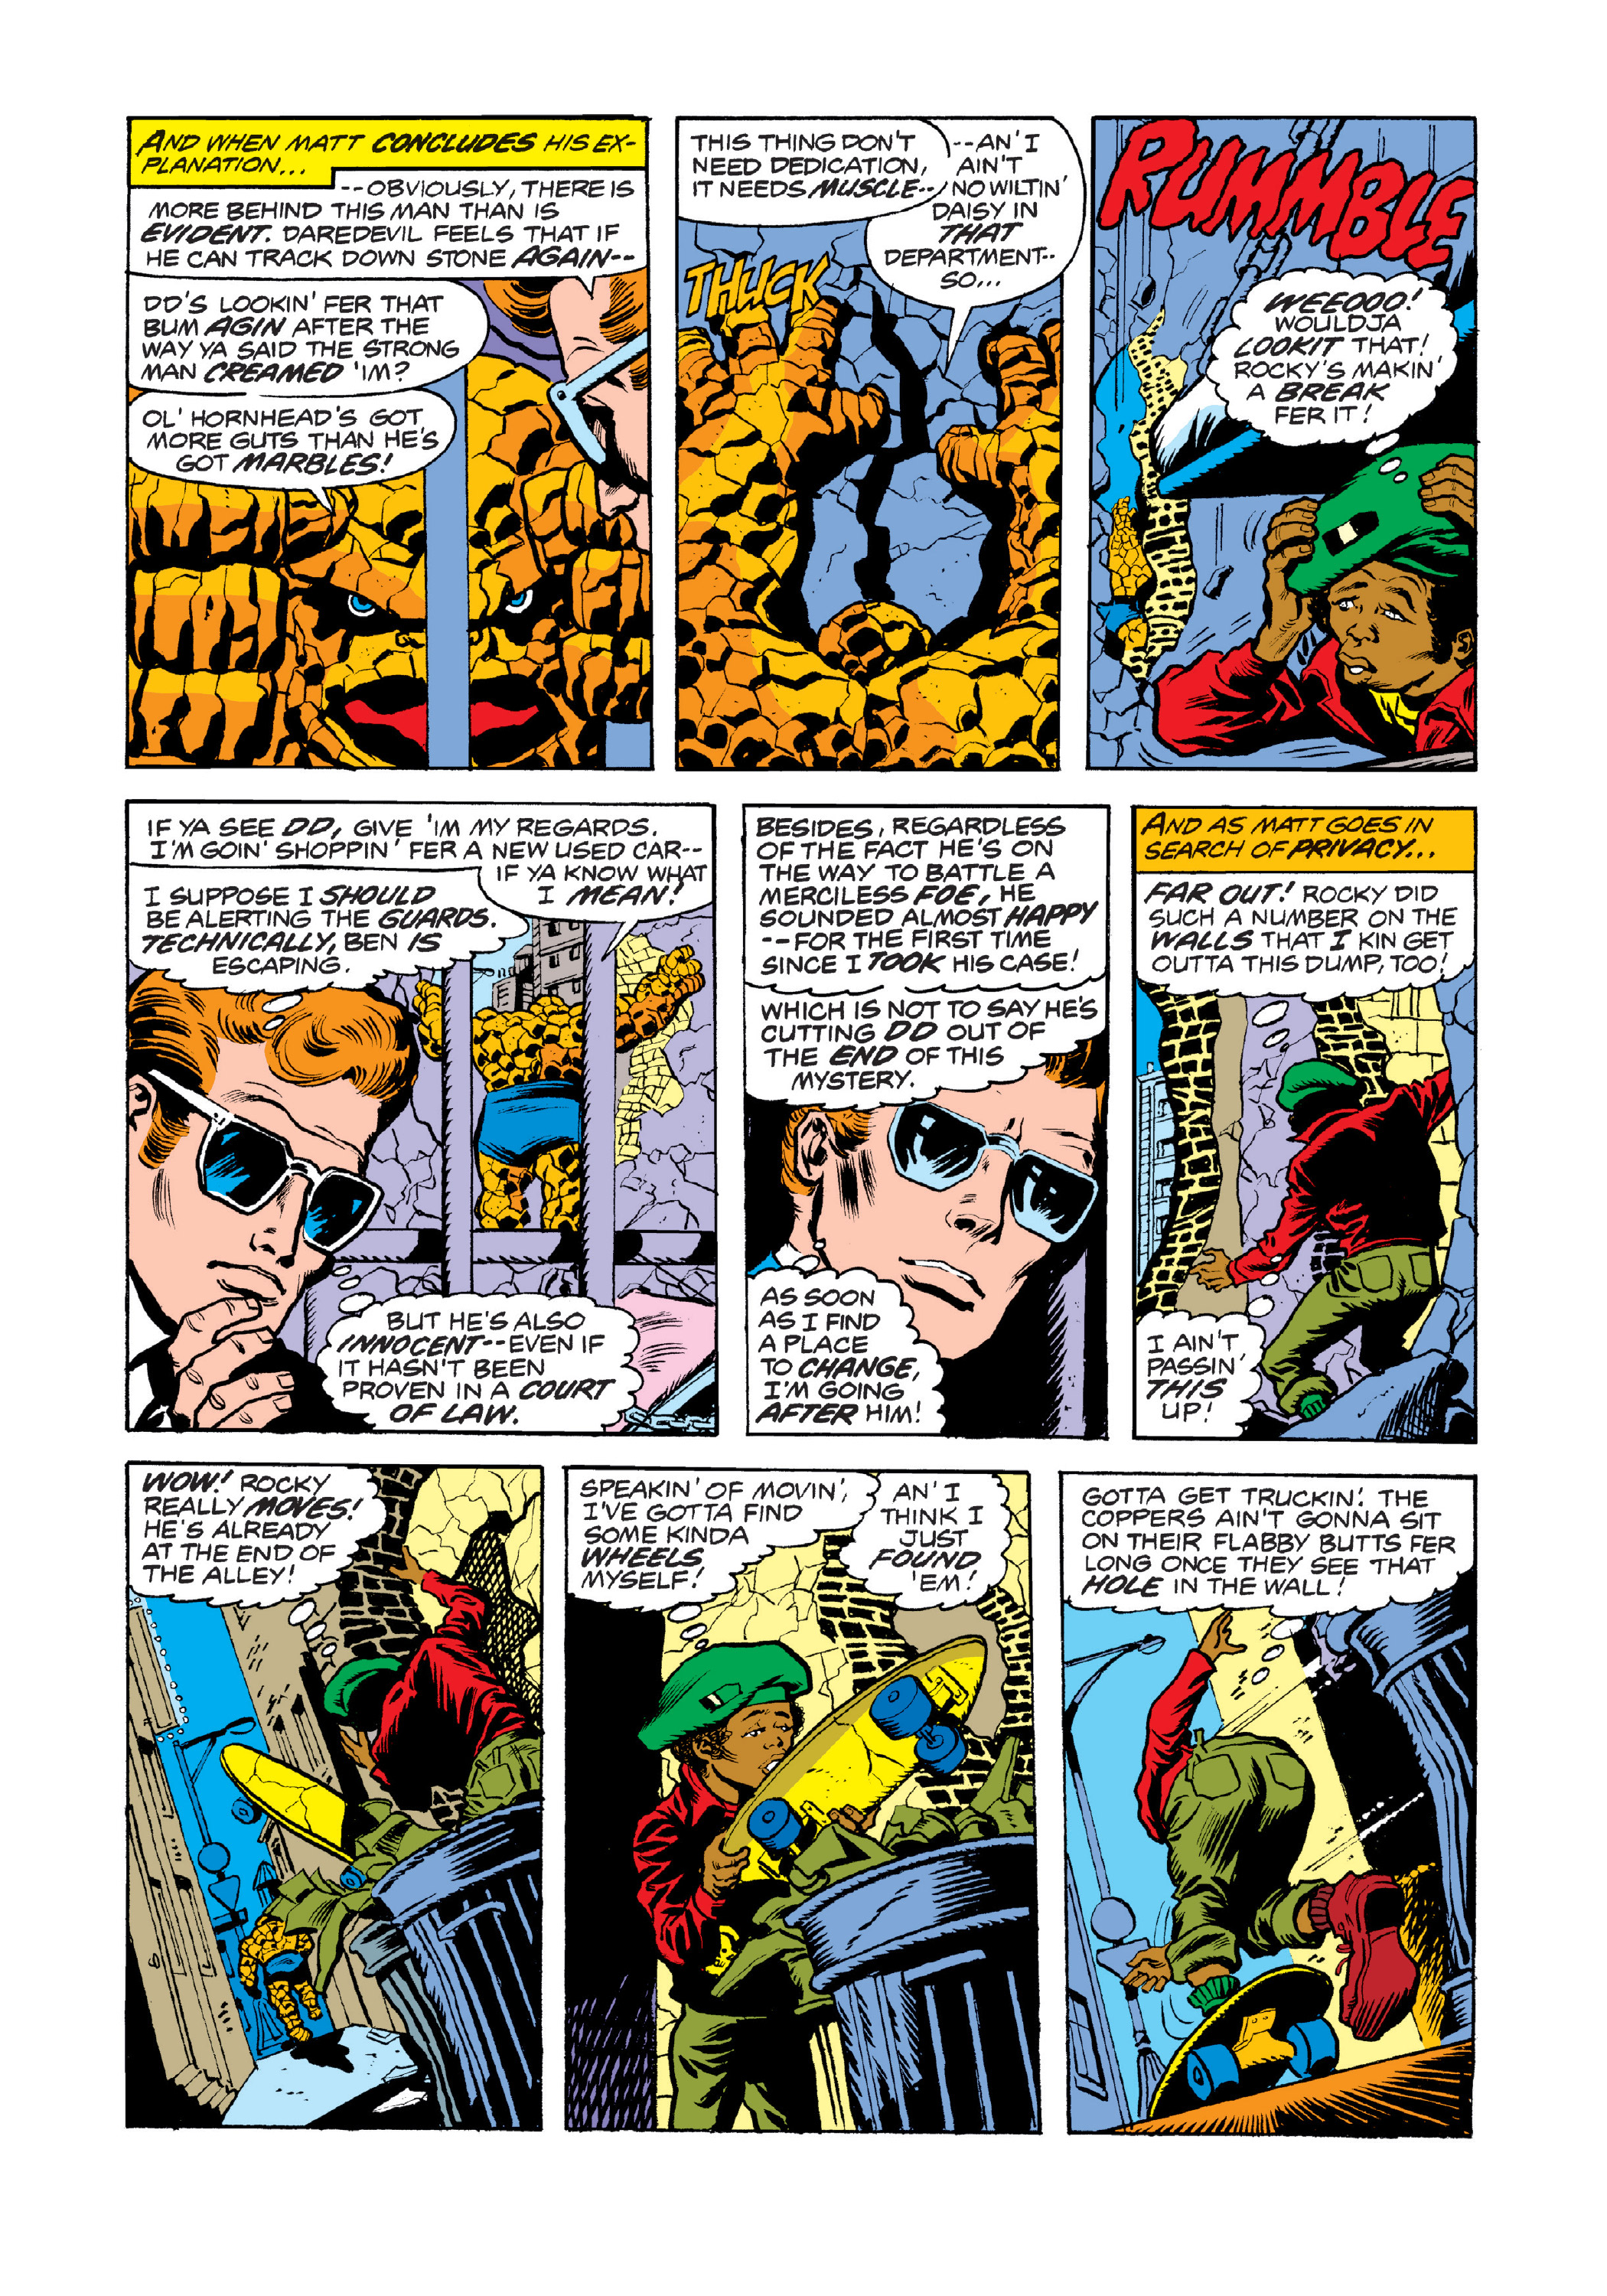 AND WHEN MATT CONCLUDES HIS EX-
PLANATION...
--OBVIOUSLY, THERE IS
MORE BEHIND THIS MAN THAN IS
EVIDENT. DAREDEVIL FEELS THAT IF
HE CAN TRACK DOWN STONE AGAIN--
DD'S LOOKIN' FER THAT
BUM AGIN AFTER THE
WAY YA SAID THE STRONG
MAN CREAMED 'IM?
OL' HORNHEAD'S GOT
MORE GUTS THAN HE'S
GOT MARBLES!
THIS THING DON'T
NEED DEDICATION,
IT NEEDS MUSCLE--
--AN' I
AIN'T
NO WILTIN'
DAISY IN
THAT
DEPARTMENT--
SO...
THUCK
RUMMBLE
WEEOOO!
WOULDJA
LOOKIT THAT!
ROCKY'S MAKIN'
A BREAK
FER IT!
IF YA SEE DD, GIVE 'IM MY REGARDS.
I'M GOIN' SHOPPIN' FER A NEW USED CAR--
IF YA KNOW WHAT
I MEAN!
I SUPPOSE I SHOULD
BE ALERTING THE GUARDS.
TECHNICALLY, BEN IS
ESCAPING.
BUT HE'S ALSO
INNOCENT--EVEN IF
IT HASN'T BEEN
PROVEN IN A COURT
OF LAW.
BESIDES, REGARDLESS
OF THE FACT HE'S ON
THE WAY TO BATTLE A
MERCILESS FOE, HE
SOUNDED ALMOST HAPPY
--FOR THE FIRST TIME
SINCE I TOOK HIS CASE!
WHICH IS NOT TO SAY HE'S
CUTTING DD OUT OF
THE END OF THIS
MYSTERY.
AS SOON
AS I FIND
A PLACE
TO CHANGE,
I'M GOING
AFTER HIM!
AND AS MATT GOES IN
SEARCH OF PRIVACY...
FAR OUT! ROCKY DID
SUCH A NUMBER ON THE
WALLS THAT I KIN GET
OUTTA THIS DUMP, TOO!
I AIN'T
PASSIN'
THIS
UP!
WOW! ROCKY
REALLY MOVES!
HE'S ALREADY
AT THE END OF
THE ALLEY!
SPEAKIN' OF MOVIN',
I'VE GOTTA FIND
SOME KINDA
WHEELS
MYSELF!
AN' I
THINK I
JUST
FOUND
'EM!
GOTTA GET TRUCKIN'. THE
COPPERS AIN'T GONNA SIT
ON THEIR FLABBY BUTTS FER
LONG ONCE THEY SEE THAT
HOLE IN THE WALL!